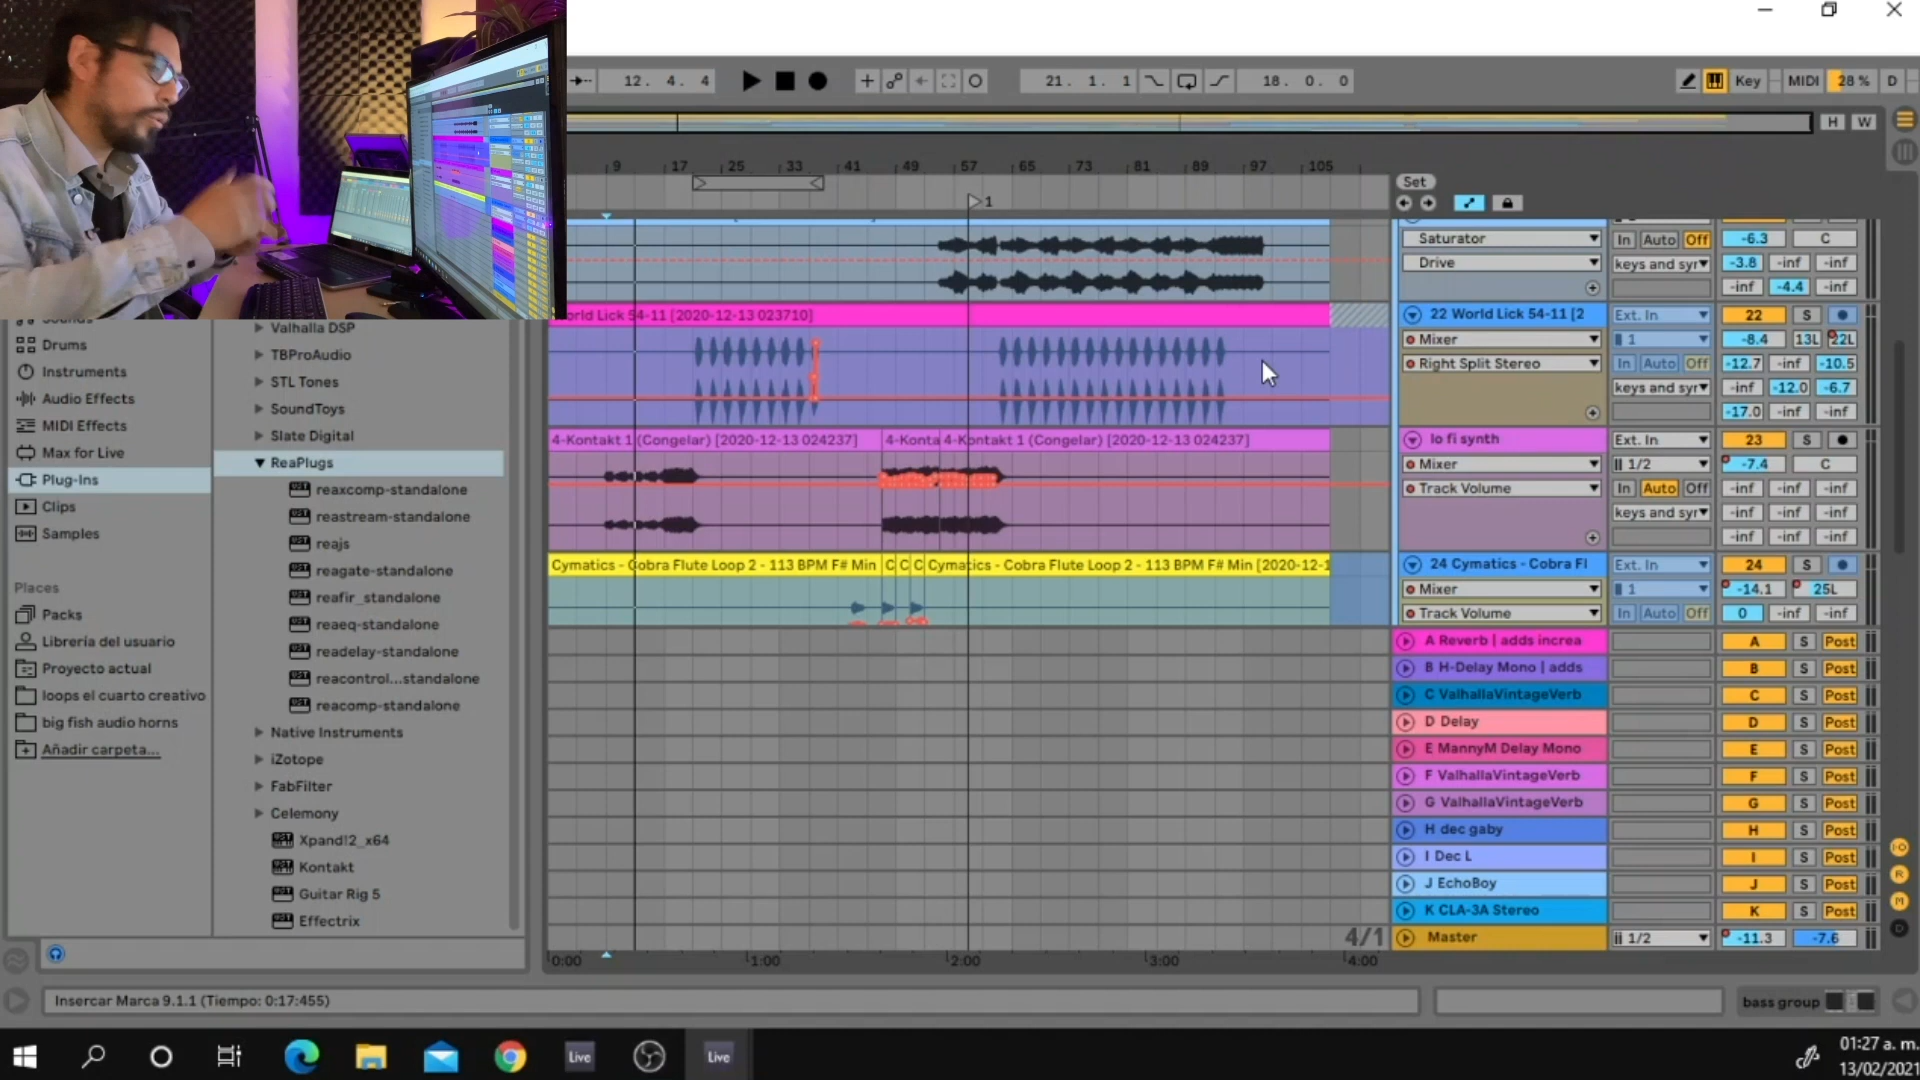 12. 4. 4
21. 1. 1
18. 0. 0
Key
MIDI
28 %
D
H W
9 17 25 33 41 49 57 65 73 81 89 97 105
Set
1
Saturator
In Auto Off
-6.3 C
Drive
keys and syr
-3.8 -inf -inf
-inf -4.4 -inf
orld Lick 54-11 [2020-12-13 023710]
22 World Lick 54-11 [2
Ext. In
22 S
Mixer
1
-8.4 13L 22L
Right Split Stereo
In Auto Off
-12.7 -inf -10.5
keys and syr
-inf -12.0 -6.7
-17.0 -inf -inf
4-Kontakt 1 (Congelar) [2020-12-13 024237]
4-Konta
4-Kontakt 1 (Congelar) [2020-12-13 024237]
lo fi synth
Ext. In
23 S
Mixer
1/2
-7.4 C
Track Volume
In Auto Off
-inf -inf -inf
keys and syr
-inf -inf -inf
-inf -inf -inf
Cymatics - Cobra Flute Loop 2 - 113 BPM F# Min
C C C
Cymatics - Cobra Flute Loop 2 - 113 BPM F# Min [2020-12-1
24 Cymatics - Cobra Fl
Ext. In
24 S
Mixer
1
-14.1 25L
Track Volume
In Auto Off
0 -inf -inf
A Reverb | adds increa A S Post
B H-Delay Mono | adds B S Post
C ValhallaVintageVerb C S Post
D Delay D S Post
E MannyM Delay Mono E S Post
F ValhallaVintageVerb F S Post
G ValhallaVintageVerb G S Post
H dec gaby H S Post
I Dec L I S Post
J EchoBoy J S Post
K CLA-3A Stereo K S Post
4/1
Master 1/2 -11.3 -7.6
0:00 1:00 2:00 3:00 4:00
Drums
Instruments
Audio Effects
MIDI Effects
Max for Live
Plug-Ins
Clips
Samples
Places
Packs
Librería del usuario
Proyecto actual
loops el cuarto creativo
big fish audio horns
Añadir carpeta...
Valhalla DSP
TBProAudio
STL Tones
SoundToys
Slate Digital
ReaPlugs
reaxcomp-standalone
reastream-standalone
reajs
reagate-standalone
reafir_standalone
reaeq-standalone
readelay-standalone
reacontrol...standalone
reacomp-standalone
Native Instruments
iZotope
FabFilter
Celemony
Xpand!2_x64
Kontakt
Guitar Rig 5
Effectrix
Insercar Marca 9.1.1 (Tiempo: 0:17:455)
bass group
Live
Live
01:27 a. m.
13/02/2021